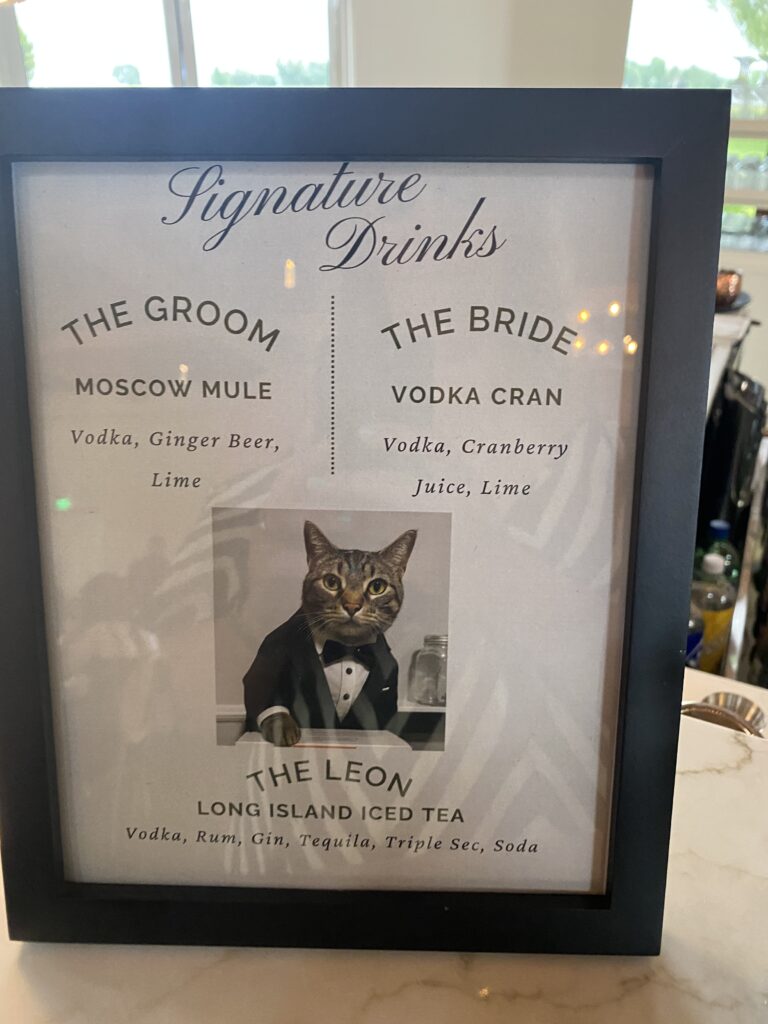 Signature
Drinks
THE GROOM
MOSCOW MULE
Vodka, Ginger Beer,
Lime
THE BRIDE
VODKA CRAN
Vodka, Cranberry
Juice, Lime
THE LEON
LONG ISLAND ICED TEA
Vodka, Rum, Gin, Tequila, Triple Sec, Soda